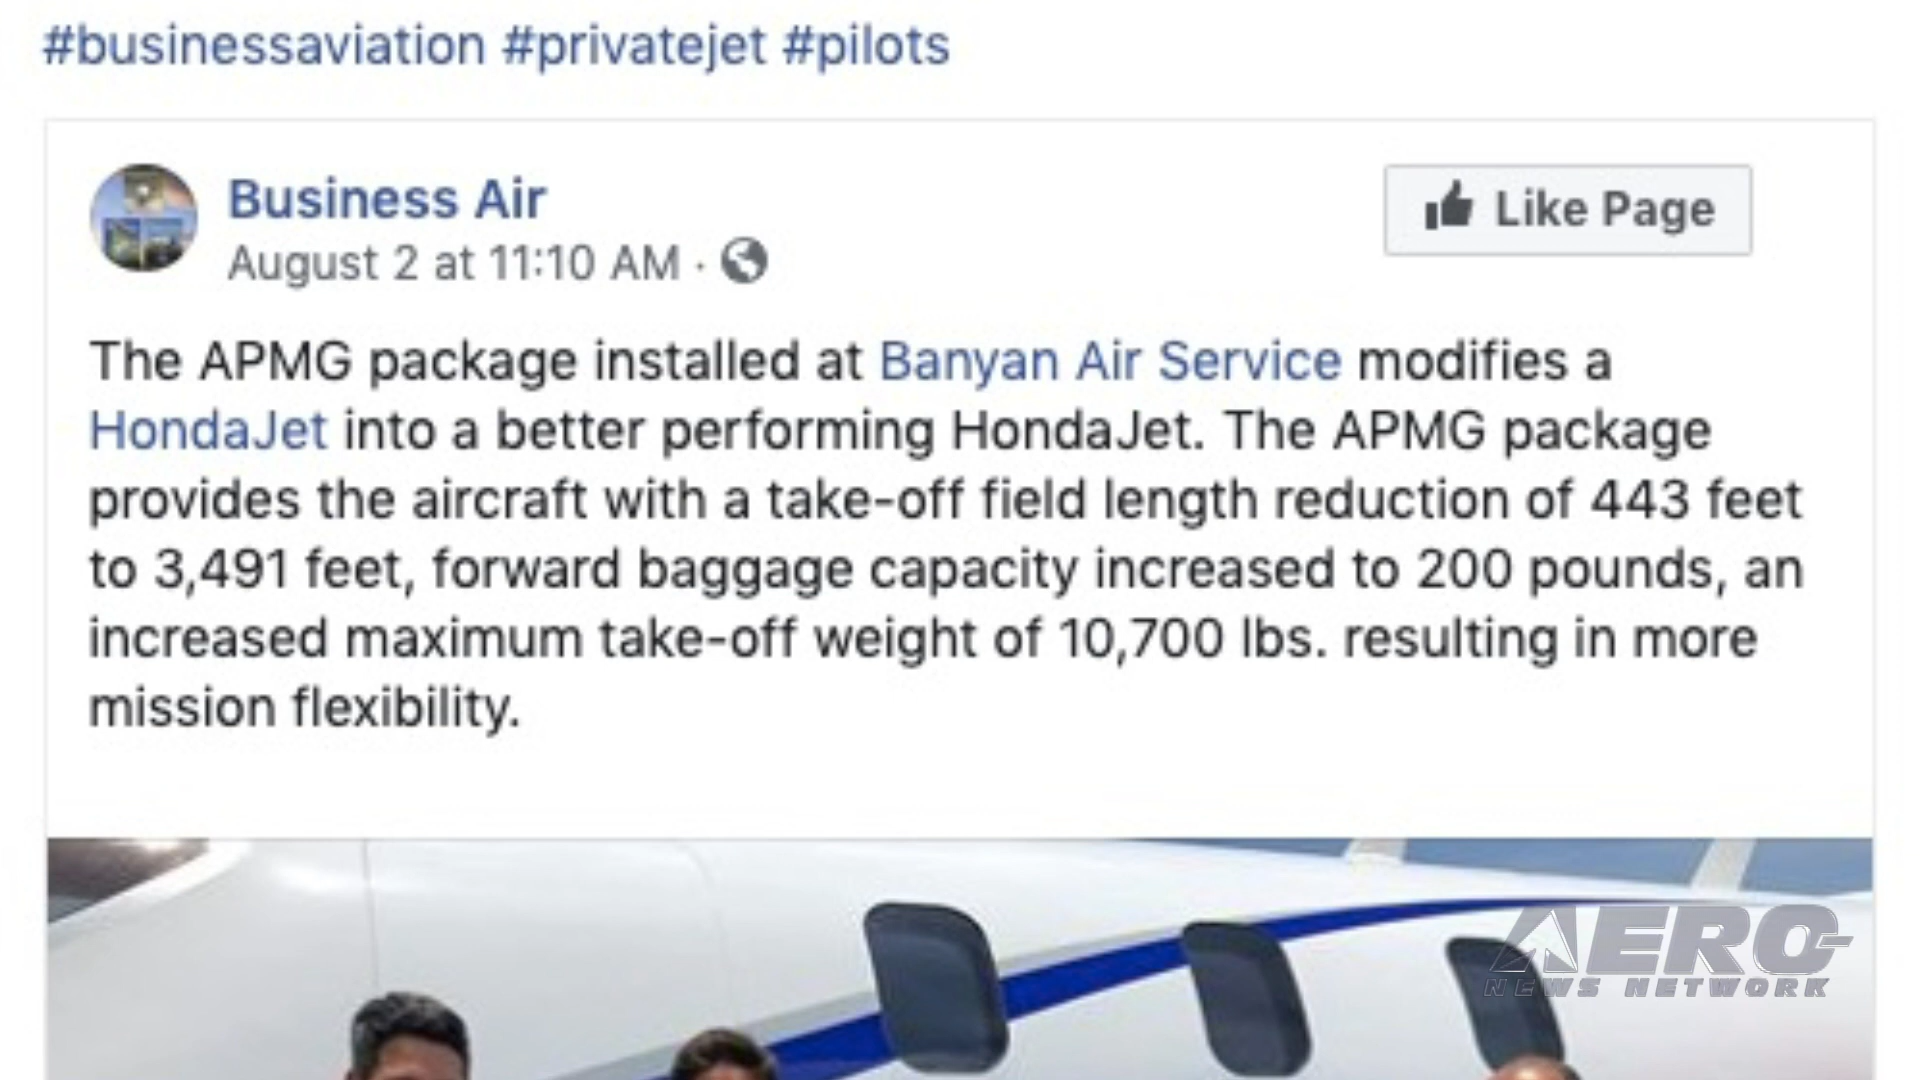 #businessaviation #privatejet #pilots
Business Air
August 2 at 11:10 AM ·
Like Page
The APMG package installed at Banyan Air Service modifies a
HondaJet into a better performing HondaJet. The APMG package
provides the aircraft with a take-off field length reduction of 443 feet
to 3,491 feet, forward baggage capacity increased to 200 pounds, an
increased maximum take-off weight of 10,700 lbs. resulting in more
mission flexibility.
AERO-
NEWS NETWORK